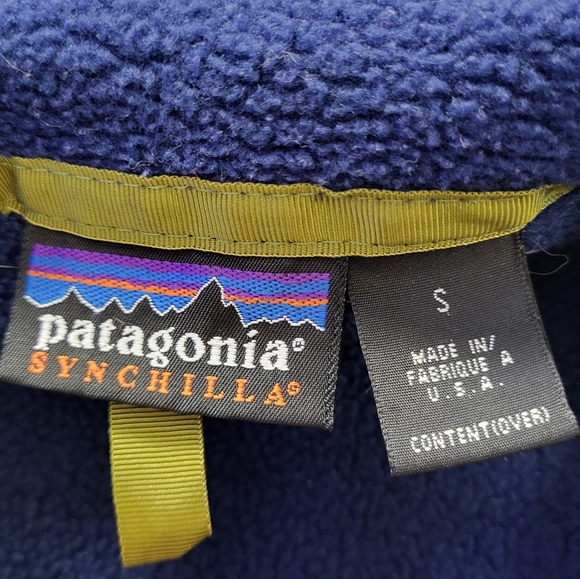 patagonia®
SYNCHILLA®
S
MADE IN/
FABRIQUE A
U.S.A.
CONTENT(OVER)